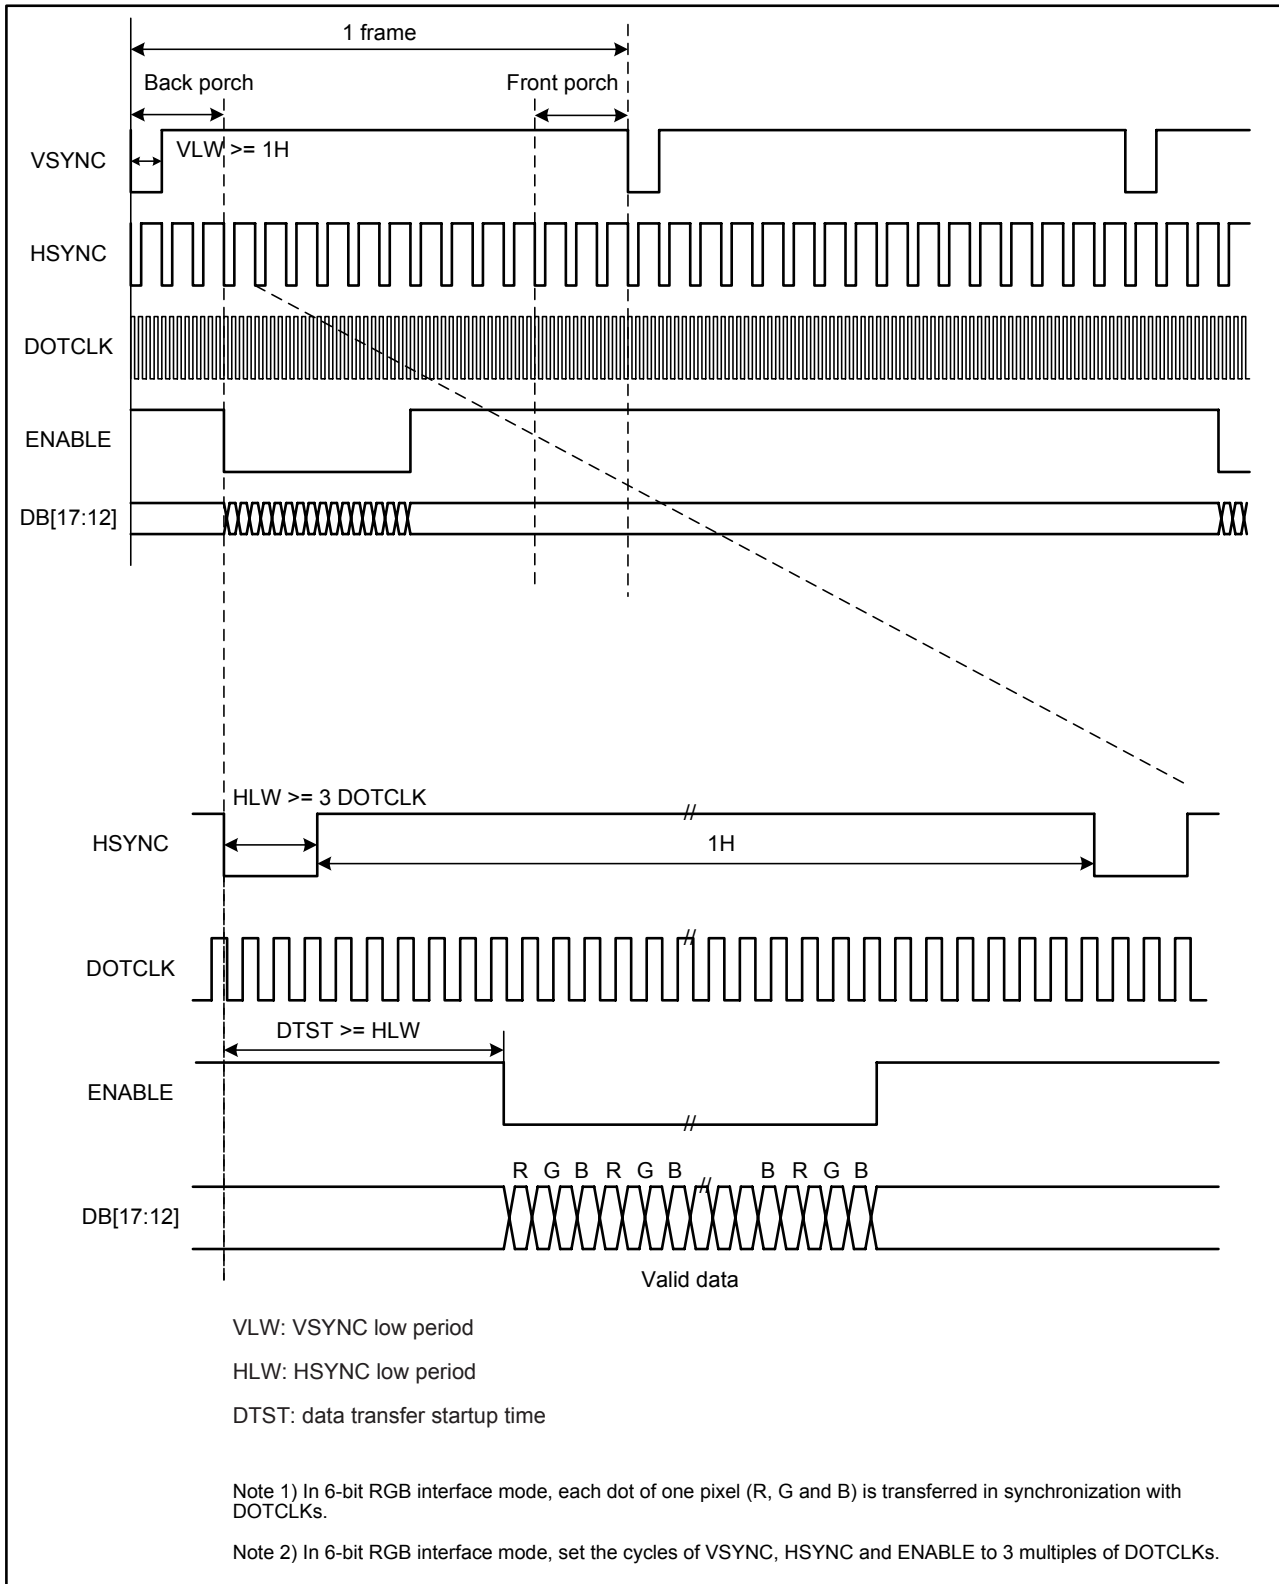 1 frame
Back porch
Front porch
VLW >= 1H
VSYNC
HSYNC
DOTCLK
ENABLE
DB[17:12]
HLW >= 3 DOTCLK
//
HSYNC
1H
//
DOTCLK
DTST >= HLW
ENABLE
//
R G B R G B B R G B
//
DB[17:12]
Valid data
VLW: VSYNC low period
HLW: HSYNC low period
DTST: data transfer startup time
Note 1) In 6-bit RGB interface mode, each dot of one pixel (R, G and B) is transferred in synchronization with
DOTCLKs.
Note 2) In 6-bit RGB interface mode, set the cycles of VSYNC, HSYNC and ENABLE to 3 multiples of DOTCLKs.